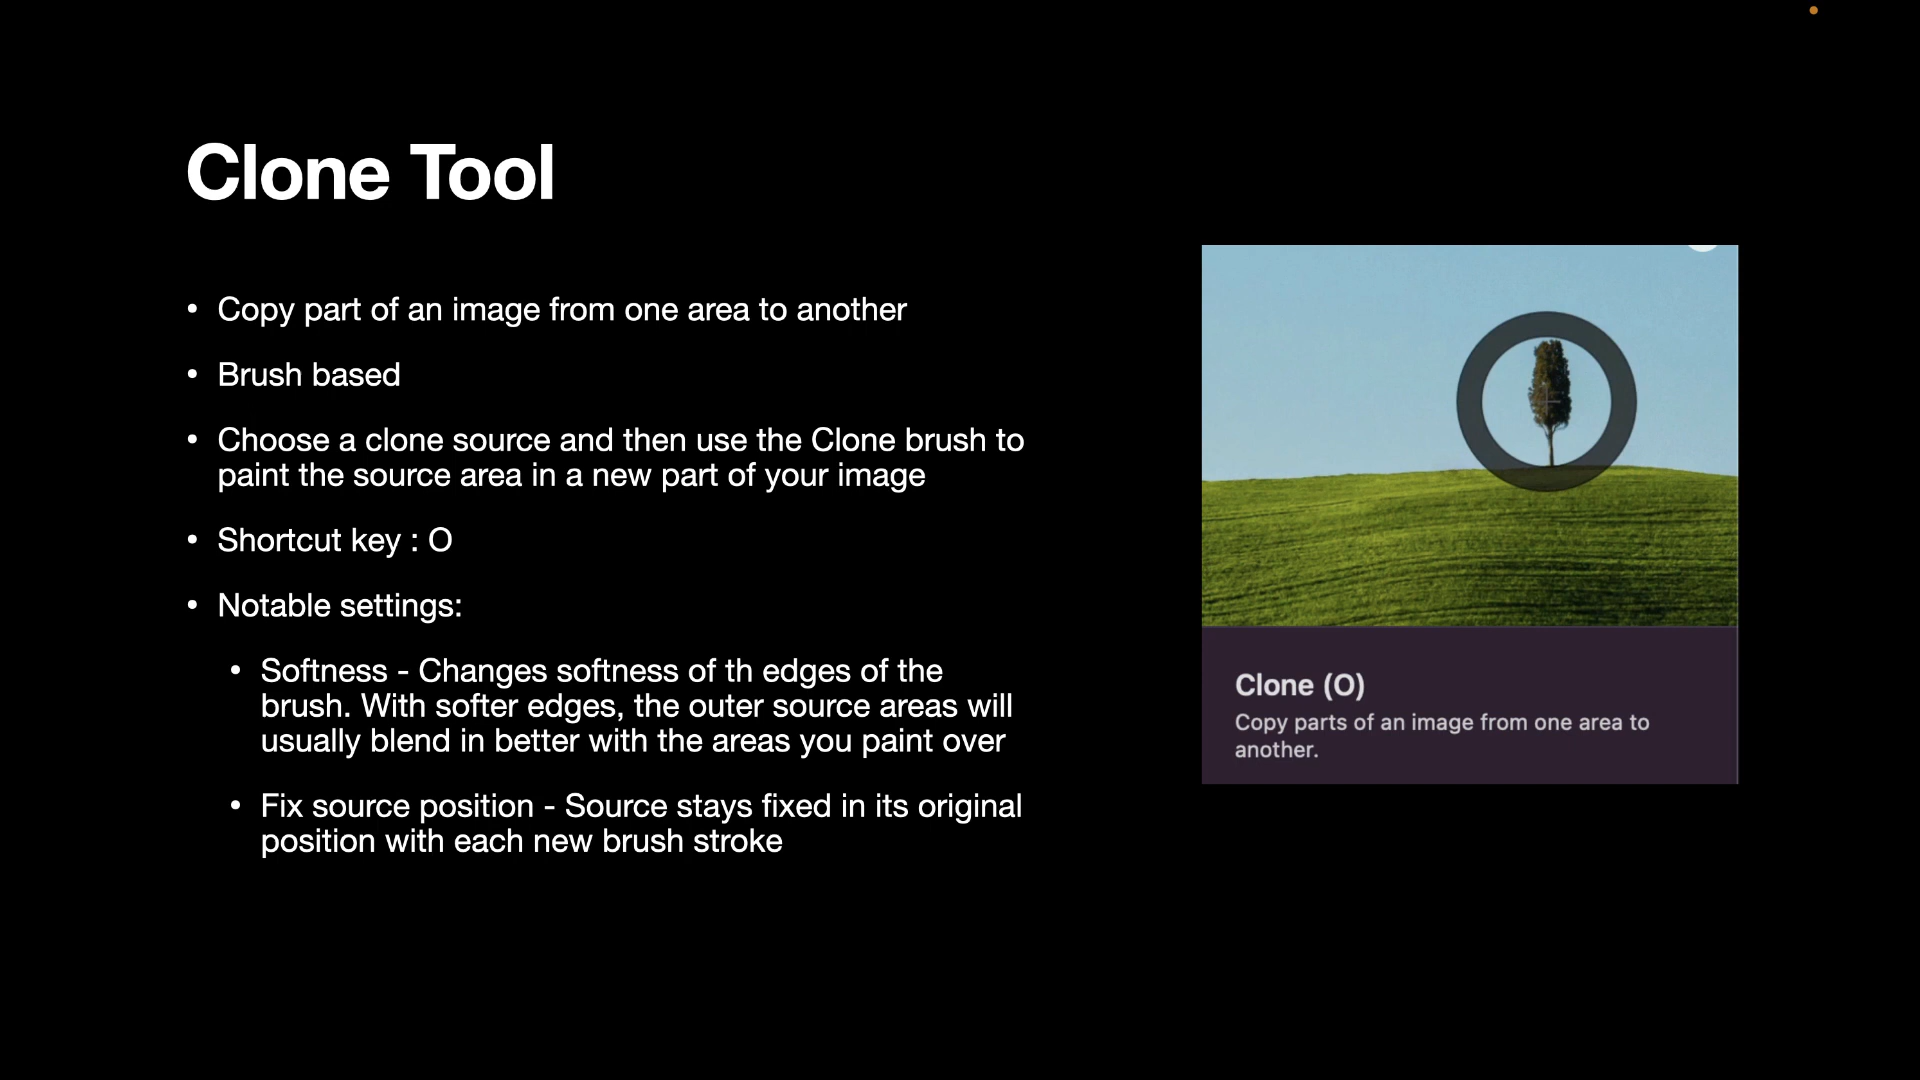 Clone Tool
• Copy part of an image from one area to another
• Brush based
• Choose a clone source and then use the Clone brush to
paint the source area in a new part of your image
• Shortcut key : O
• Notable settings:
• Softness - Changes softness of th edges of the
brush. With softer edges, the outer source areas will
usually blend in better with the areas you paint over
• Fix source position - Source stays fixed in its original
position with each new brush stroke
Clone (O)
Copy parts of an image from one area to
another.